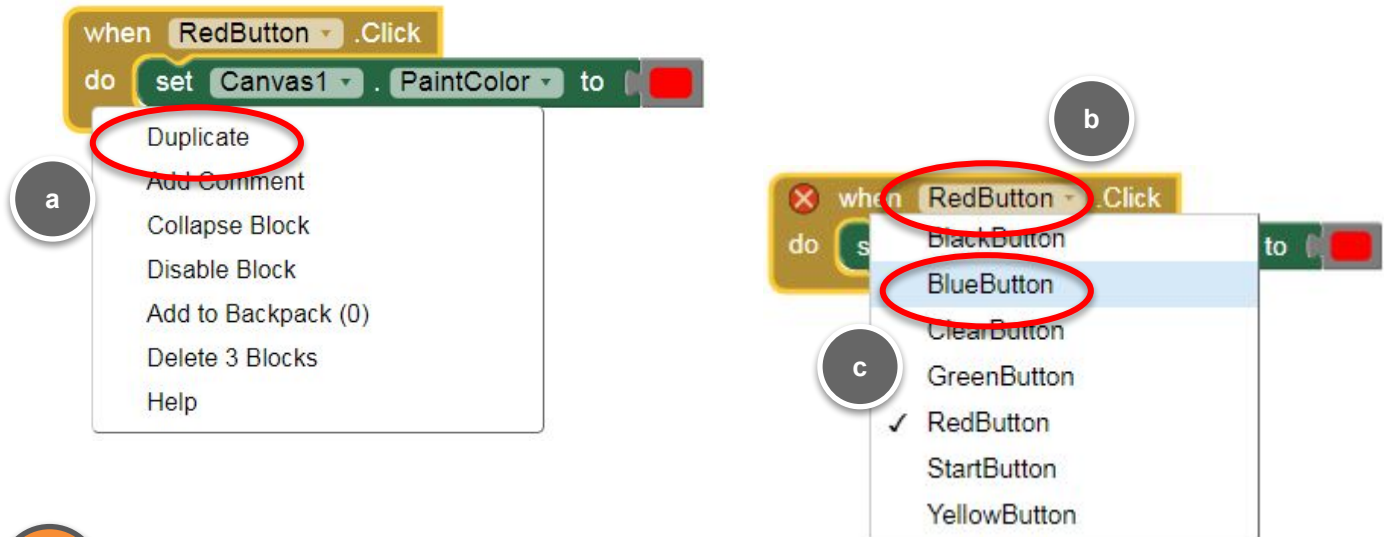 when RedButton .Click
do set Canvas1 . PaintColor to
Duplicate
Add Comment
Collapse Block
Disable Block
Add to Backpack (0)
Delete 3 Blocks
Help
a
b
when RedButton .Click
do s to
BlackButton
BlueButton
ClearButton
GreenButton
✓ RedButton
StartButton
YellowButton
c